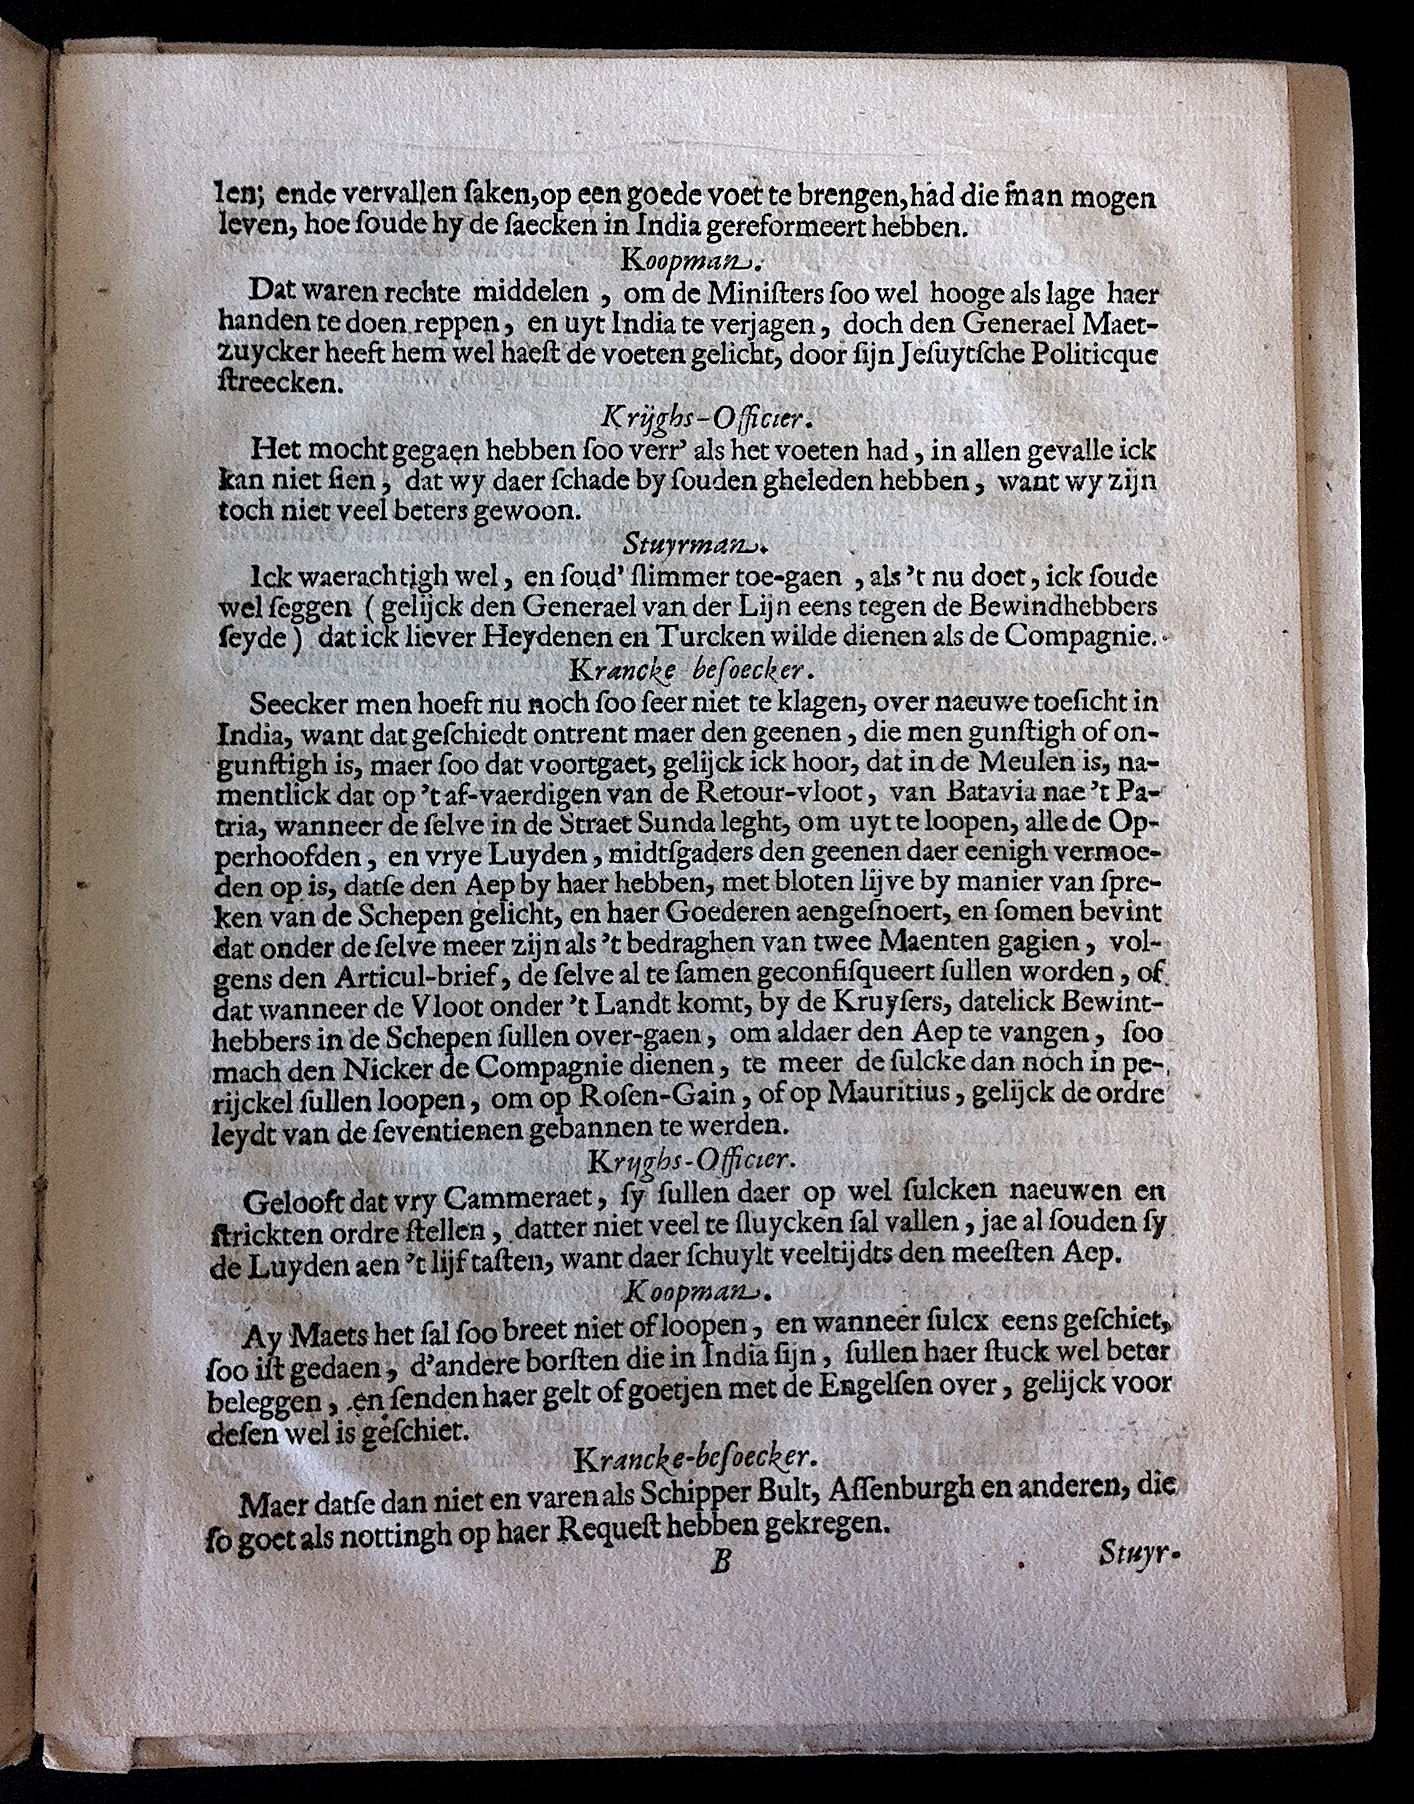 len; ende vervallen ſaken, op een goede voet te brengen, had die man mogen
leven, hoe ſoude hy de ſaecken in India gereformeert hebben.
Koopman.
Dat waren rechte middelen, om de Miniſters ſoo wel hooge als lage haer
handen te doen reppen, en uyt India te verjagen, doch den Generael Maet-
zuycker heeft hem wel haeſt de voeten gelicht, door ſijn Jeſuytſche Politicque
ſtreecken.
Krijghs-Officier.
Het mocht gegaen hebben ſoo verr' als het voeten had, in allen gevalle ick
kan niet ſien, dat wy daer ſchade by ſouden gheleden hebben, want wy zijn
toch niet veel beters gewoon.
Stuyrman.
Ick waerachtigh wel, en ſoud' ſlimmer toe-gaen, als 't nu doet, ick ſoude
wel ſeggen (gelijck den Generael van der Lijn eens tegen de Bewindhebbers
ſeyde) dat ick liever Heydenen en Turcken wilde dienen als de Compagnie.
Krancke beſoecker.
Seecker men hoeft nu noch ſoo ſeer niet te klagen, over naeuwe toeſicht in
India, want dat geſchiedt ontrent maer den geenen, die men gunſtigh of on-
gunſtigh is, maer ſoo dat voortgaet, gelijck ick hoor, dat in de Meulen is, na-
mentlick dat op 't af-vaerdigen van de Retour-vloot, van Batavia nae 't Pa-
tria, wanneer de ſelve in de Straet Sunda leght, om uyt te loopen, alle de Op-
perhoofden, en vrye Luyden, midtſgaders den geenen daer eenigh vermoe-
den op is, datſe den Aep by haer hebben, met bloten lijve by manier van ſpre-
ken van de Schepen gelicht, en haer Goederen aengeſnoert, en ſomen bevint
dat onder de ſelve meer zijn als 't bedraghen van twee Maenten gagien, vol-
gens den Articul-brief, de ſelve al te ſamen geconfiſqueert ſullen worden, of
dat wanneer de Vloot onder 't Landt komt, by de Kruyſers, datelick Bewint-
hebbers in de Schepen ſullen over-gaen, om aldaer den Aep te vangen, ſoo
mach den Nicker de Compagnie dienen, te meer de ſulcke dan noch in pe-
rijckel ſullen loopen, om op Roſen-Gain, of op Mauritius, gelijck de ordre
leydt van de ſeventienen gebannen te werden.
Krijghs-Officier.
Gelooft dat vry Cammeraet, ſy ſullen daer op wel ſulcken naeuwen en
ſtrickten ordre ſtellen, datter niet veel te ſluycken ſal vallen, jae al ſouden ſy
de Luyden aen 't lijf taſten, want daer ſchuylt veeltijdts den meeſten Aep.
Koopman.
Ay Maets het ſal ſoo breet niet of loopen, en wanneer ſulcx eens geſchiet,
ſoo iſt gedaen, d'andere borſten die in India ſijn, ſullen haer ſtuck wel beter
beleggen, en ſenden haer gelt of goetjen met de Engelſen over, gelijck voor
deſen wel is geſchiet.
Krancke-beſoecker.
Maer datſe dan niet en varen als Schipper Bult, Aſſenburgh en anderen, die
ſo goet als nottingh op haer Requeſt hebben gekregen.
B Stuyr-